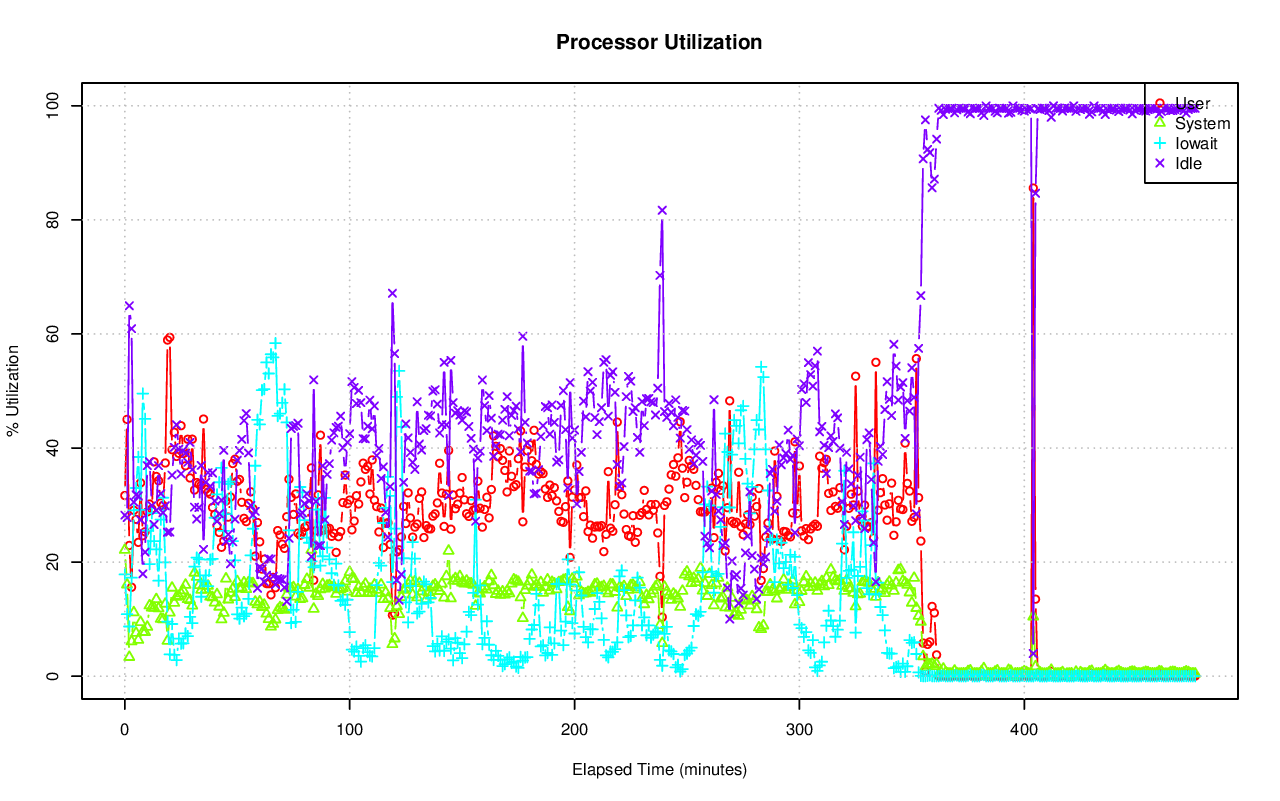 Processor Utilization
100
80
60
40
20
0
% Utilization
User
System
Iowait
Idle
0 100 200 300 400
Elapsed Time (minutes)